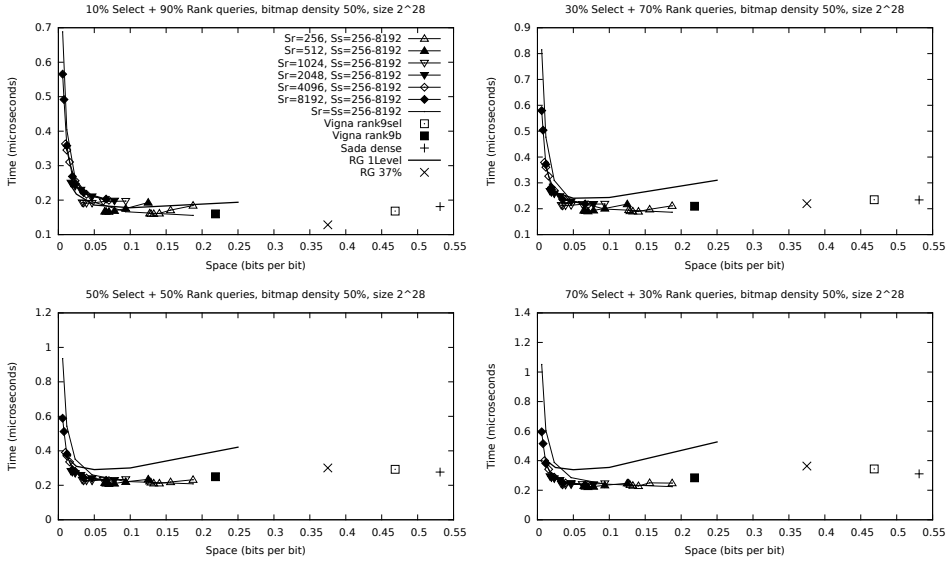 10% Select + 90% Rank queries, bitmap density 50%, size 2^28
0.7
0.6
0.5
0.4
0.3
0.2
0.1
Time (microseconds)
Sr=256, Ss=256-8192
Sr=512, Ss=256-8192
Sr=1024, Ss=256-8192
Sr=2048, Ss=256-8192
Sr=4096, Ss=256-8192
Sr=8192, Ss=256-8192
Sr=Ss=256-8192
Vigna rank9sel
Vigna rank9b
Sada dense
RG 1Level
RG 37%
0 0.05 0.1 0.15 0.2 0.25 0.3 0.35 0.4 0.45 0.5 0.55
Space (bits per bit)
30% Select + 70% Rank queries, bitmap density 50%, size 2^28
0.9
0.8
0.7
0.6
0.5
0.4
0.3
0.2
0.1
Time (microseconds)
0 0.05 0.1 0.15 0.2 0.25 0.3 0.35 0.4 0.45 0.5 0.55
Space (bits per bit)
50% Select + 50% Rank queries, bitmap density 50%, size 2^28
1.2
1
0.8
0.6
0.4
0.2
0
Time (microseconds)
0 0.05 0.1 0.15 0.2 0.25 0.3 0.35 0.4 0.45 0.5 0.55
Space (bits per bit)
70% Select + 30% Rank queries, bitmap density 50%, size 2^28
1.4
1.2
1
0.8
0.6
0.4
0.2
0
Time (microseconds
0 0.05 0.1 0.15 0.2 0.25 0.3 0.35 0.4 0.45 0.5 0.55
Space (bits per bit)